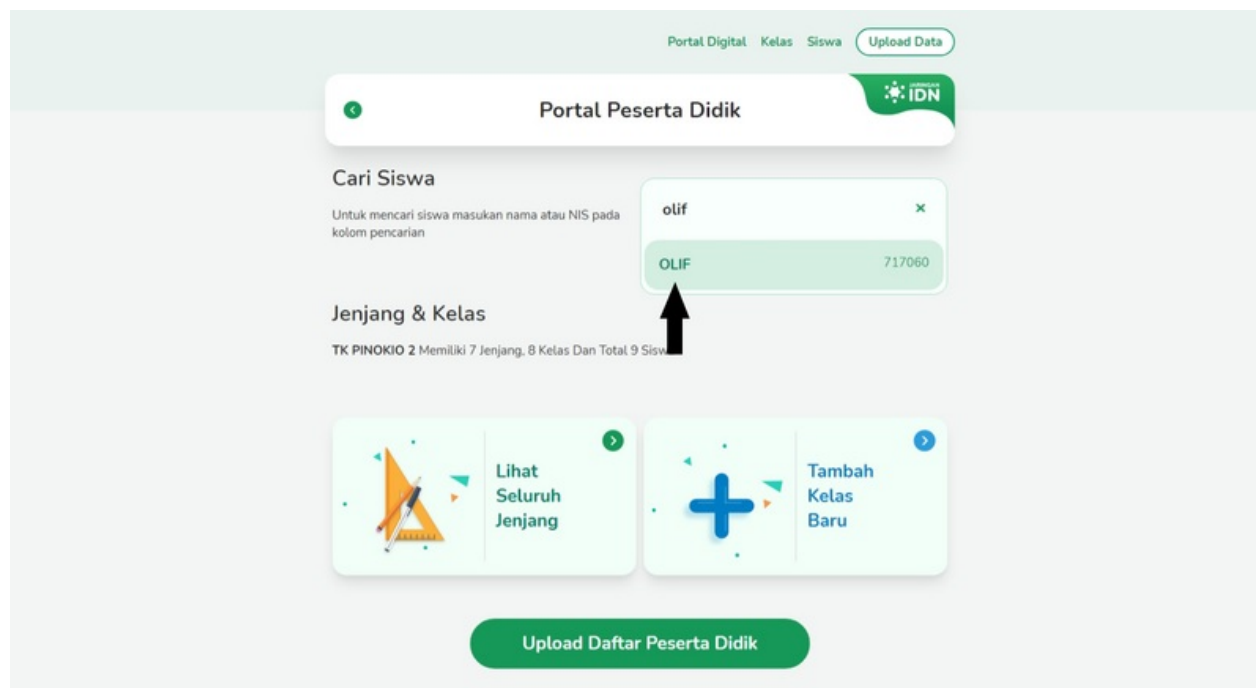 Portal Digital Kelas Siswa Upload Data
Portal Peserta Didik
JARINGAN
IDN
Cari Siswa
Untuk mencari siswa masukan nama atau NIS pada
kolom pencarian
olif
OLIF 717060
Jenjang & Kelas
TK PINOKIO 2 Memiliki 7 Jenjang, 8 Kelas Dan Total 9
Lihat
Seluruh
Jenjang
Tambah
Kelas
Baru
Upload Daftar Peserta Didik